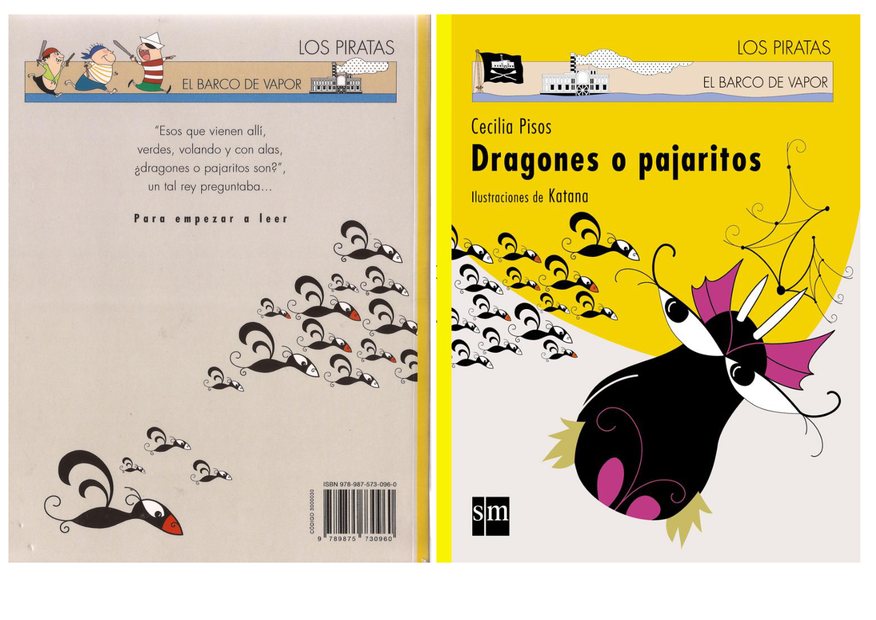 LOS PIRATAS
EL BARCO DE VAPOR
"Esos que vienen allí,
verdes, volando y con alas,
¿dragones o pajaritos son?",
un tal rey preguntaba...
Para empezar a leer
CÓDIGO 3000030
ISBN 978-987-573-096-0
9 789875 730960
LOS PIRATAS
EL BARCO DE VAPOR
Cecilia Pisos
Dragones o pajaritos
Ilustraciones de Katana
sm